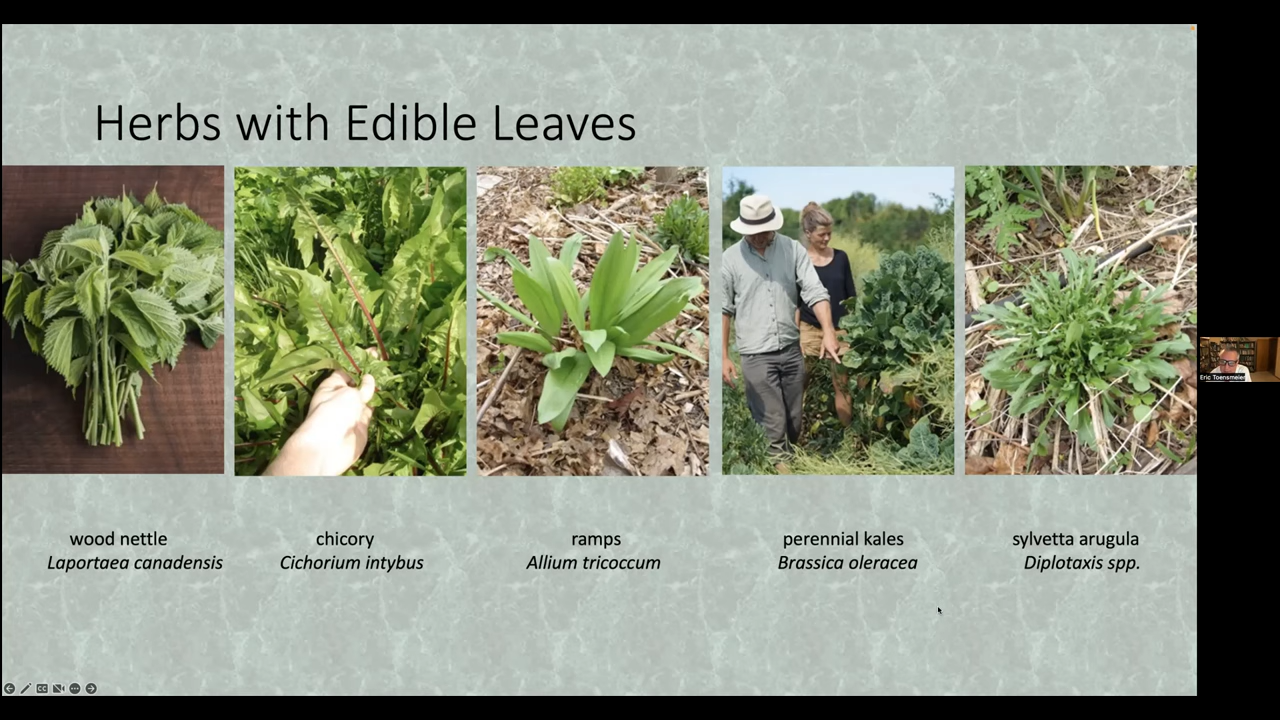 Herbs with Edible Leaves
wood nettle
Laportaea canadensis
chicory
Cichorium intybus
ramps
Allium tricoccum
perennial kales
Brassica oleracea
sylvetta arugula
Diplotaxis spp.
Eric Toensmeier
CC